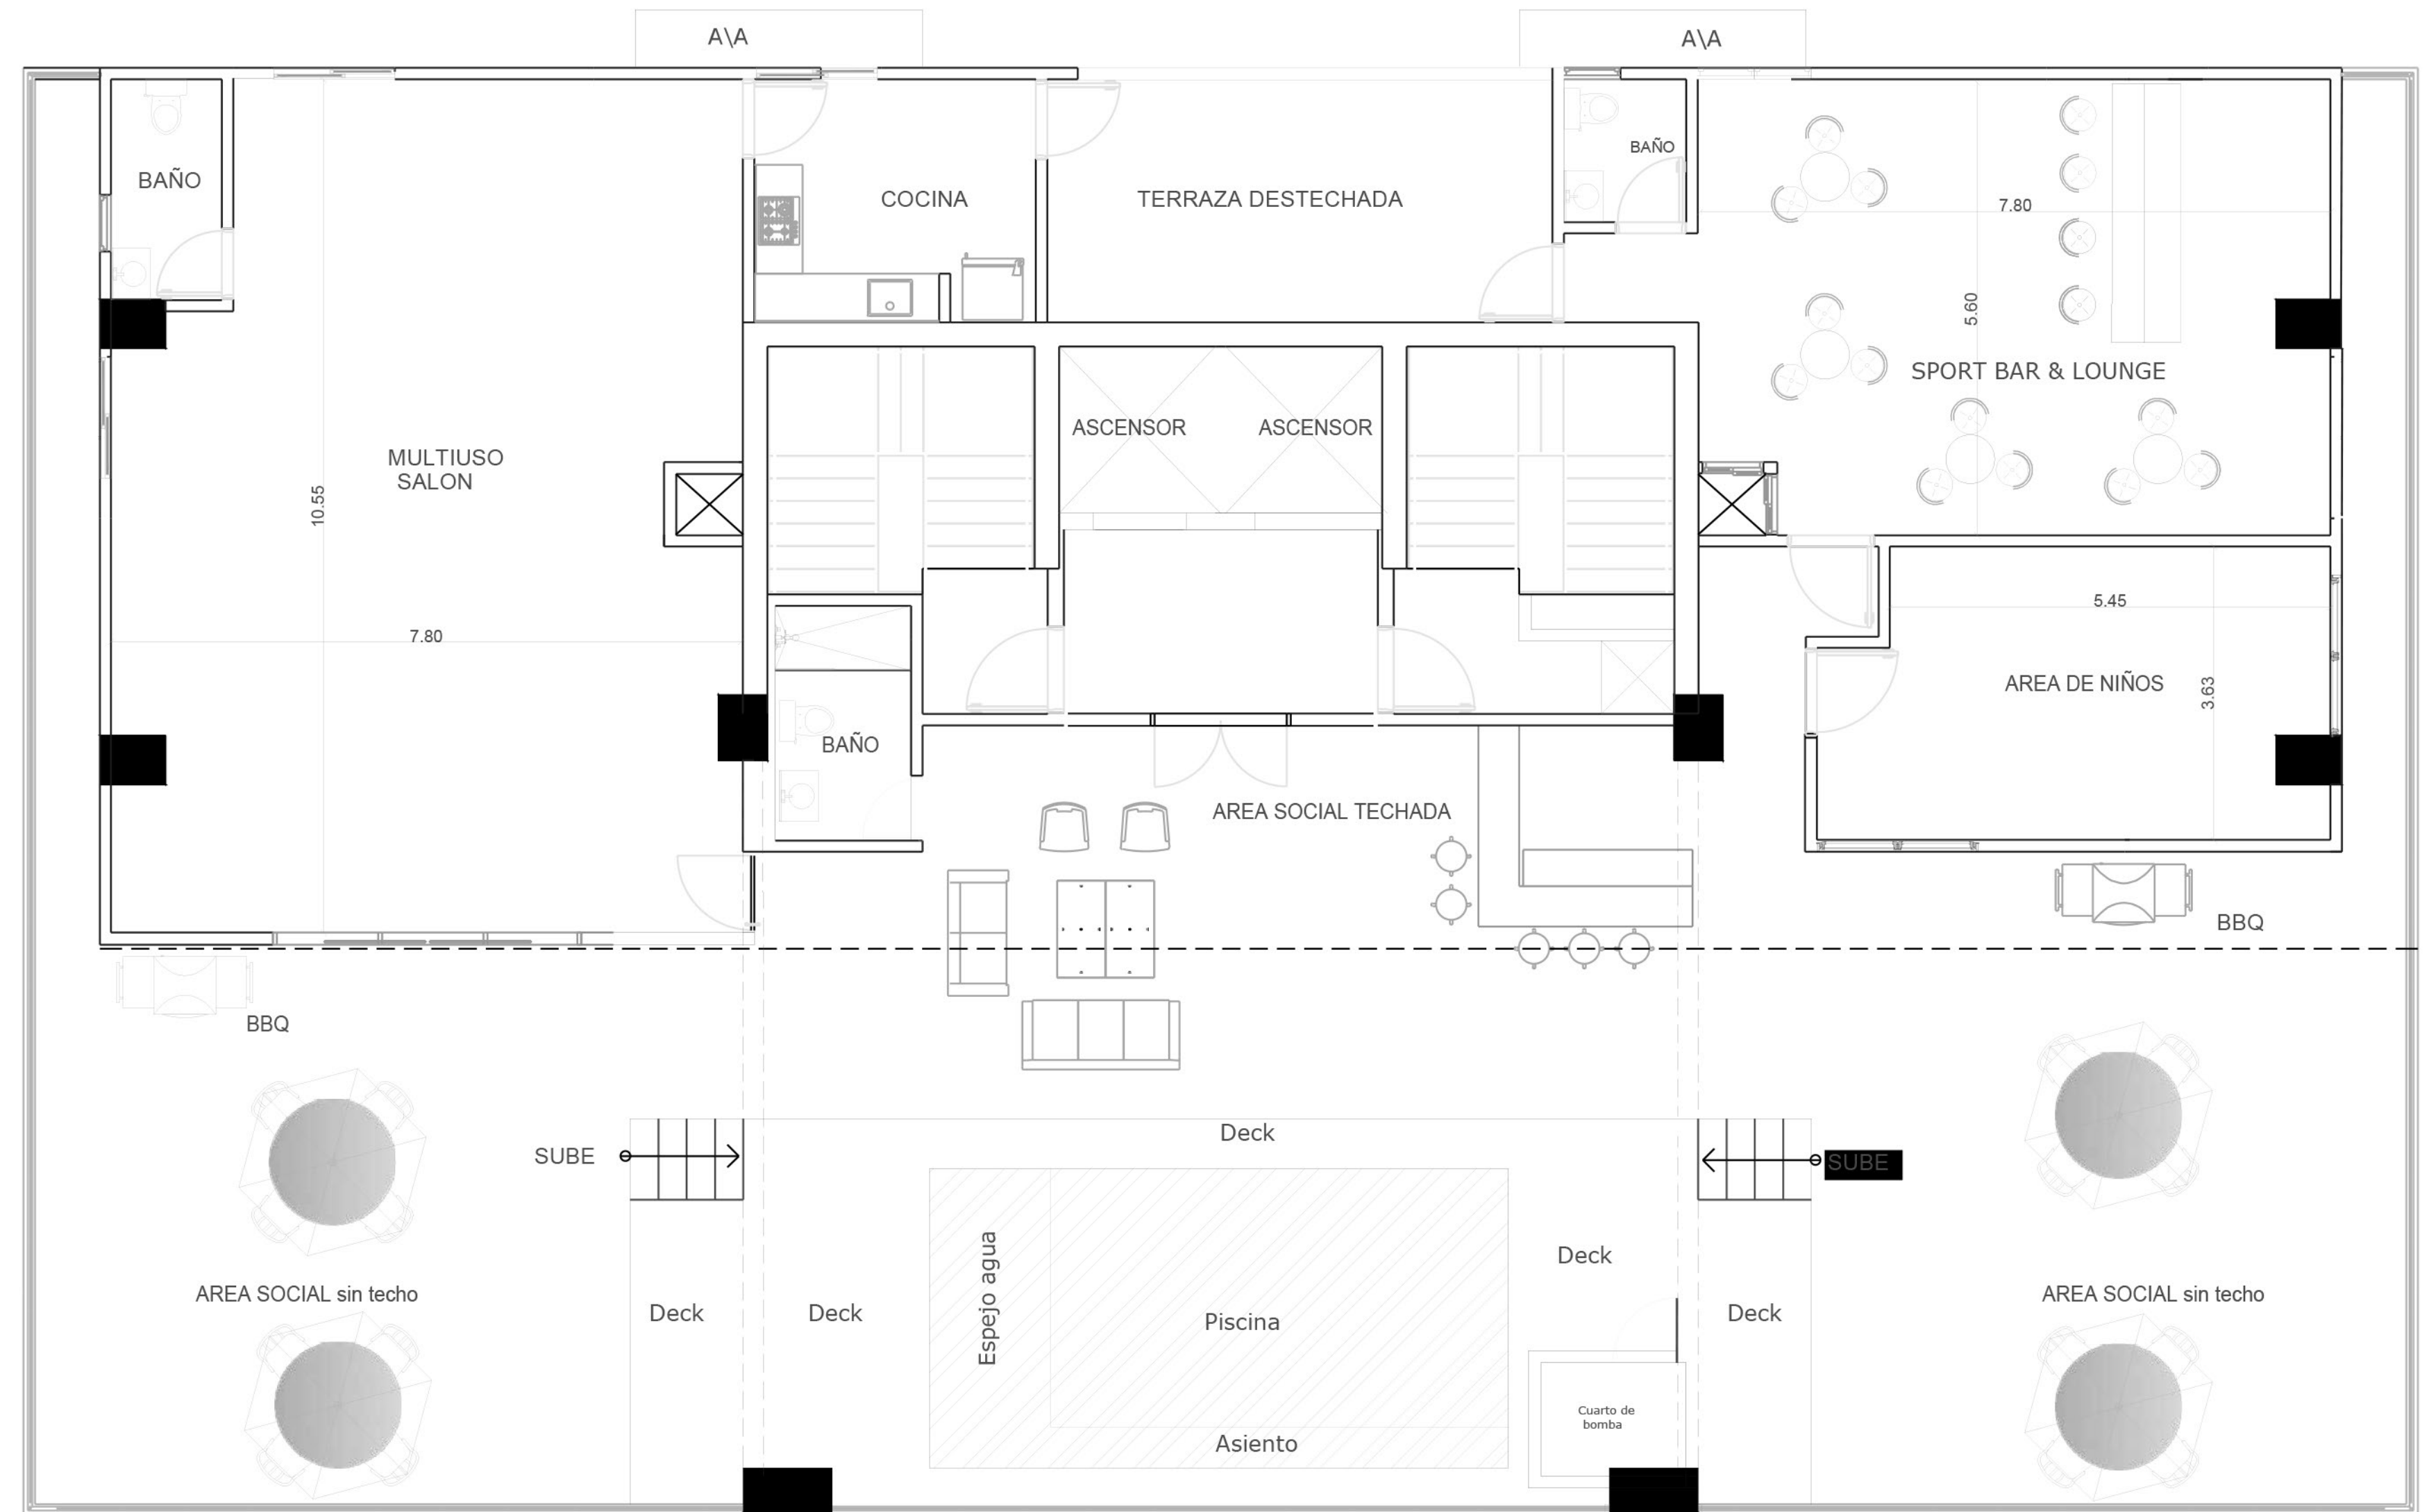 A\A
A\A
BAÑO
COCINA
TERRAZA DESTECHADA
BAÑO
7.80
5.60
SPORT BAR & LOUNGE
ASCENSOR
ASCENSOR
MULTIUSO
SALON
10.55
7.80
5.45
AREA DE NIÑOS
3.63
BAÑO
AREA SOCIAL TECHADA
BBQ
BBQ
Deck
SUBE
SUBE
Espejo agua
Deck
AREA SOCIAL sin techo
AREA SOCIAL sin techo
Deck
Deck
Piscina
Deck
Cuarto de
bomba
Asiento